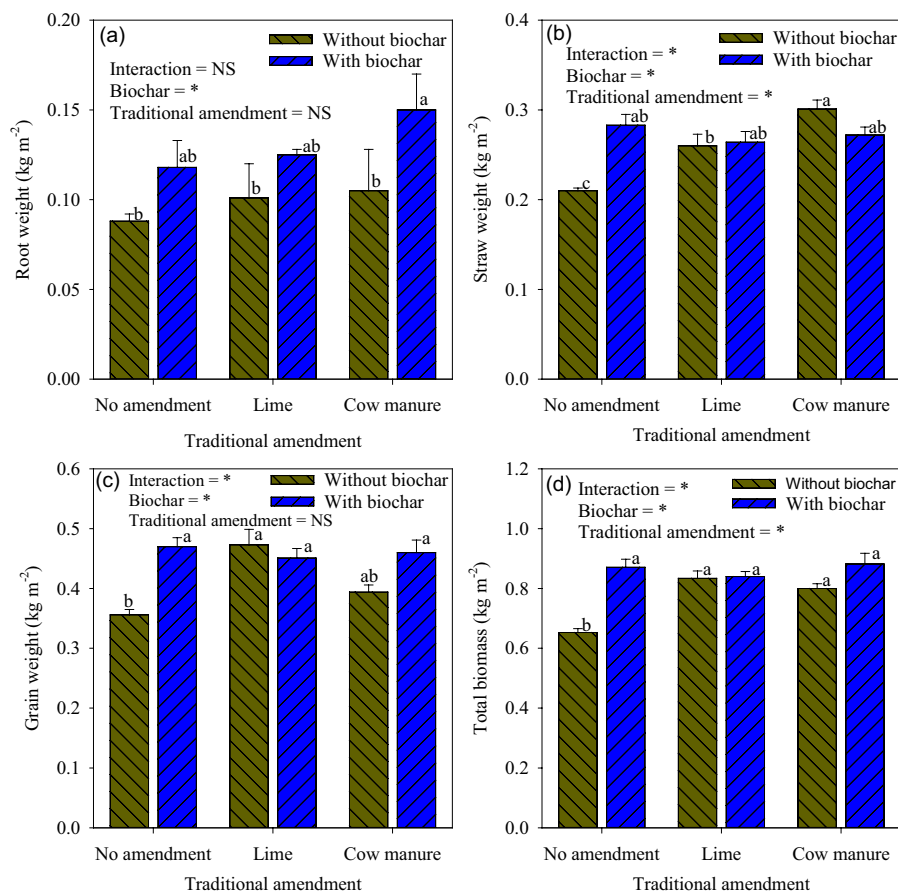 (a)
Without biochar
With biochar
Interaction = NS
Biochar = *
Traditional amendment = NS
0.20
0.15
0.10
0.05
0.00
Root weight (kg m-2)
b
ab
b
ab
b
a
No amendment
Lime
Cow manure
Traditional amendment
(b)
Without biochar
With biochar
Interaction = *
Biochar = *
Traditional amendment = *
0.4
0.3
0.2
0.1
0.0
Straw weight (kg m-2)
c
ab
b
ab
a
ab
No amendment
Lime
Cow manure
Traditional amendment
(c)
Interaction = *
Biochar = *
Traditional amendment = NS
Without biochar
With biochar
0.6
0.5
0.4
0.3
0.2
0.1
0.0
Grain weight (kg m-2)
b
a
a
a
ab
a
No amendment
Lime
Cow manure
Traditional amendment
(d)
Interaction = *
Biochar = *
Traditional amendment = *
Without biochar
With biochar
1.2
1.0
0.8
0.6
0.4
0.2
0.0
Total biomass (kg m-2)
b
a
a
a
a
a
No amendment
Lime
Cow manure
Traditional amendment